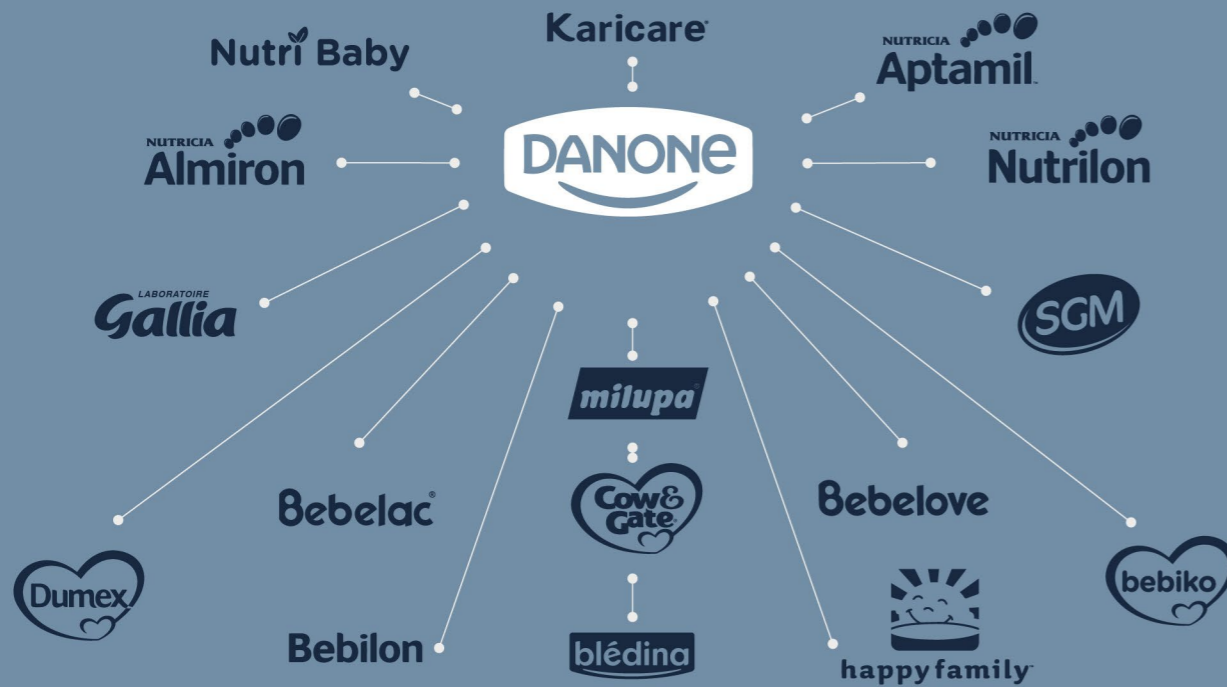 Nutri Baby
Karicare
NUTRICIA
Aptamil
NUTRICIA
Almiron
DANONE
NUTRICIA
Nutrilon
LABORATOIRE
Gallia
SGM
milupa
Bebelac®
Cow&
Gate
Bebelove
Dumex
bebiko
Bebilon
blédina
happyfamily